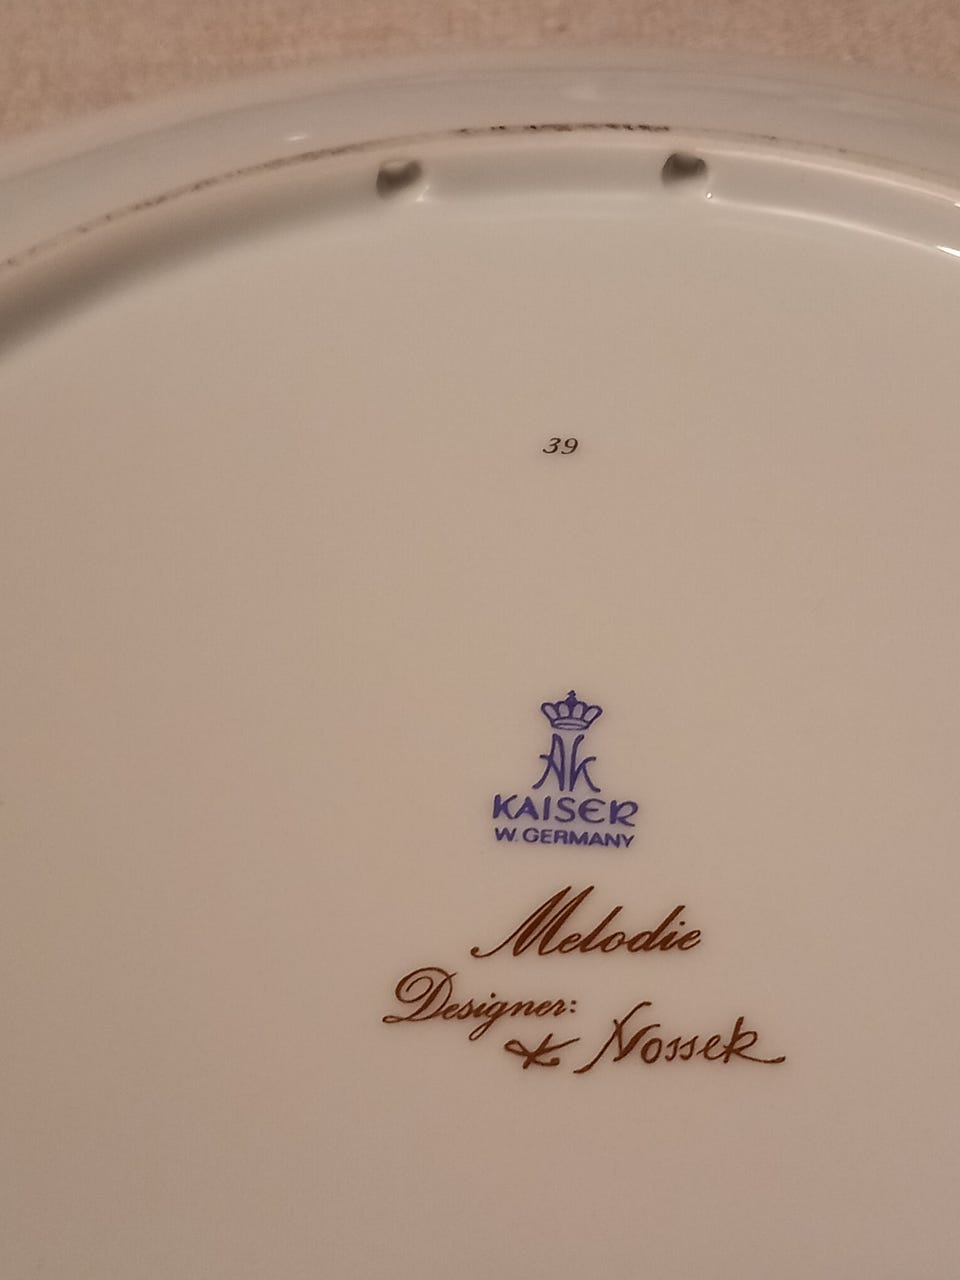 39
AK
KAISER
W. GERMANY
Melodie
Designer:
K Nossek